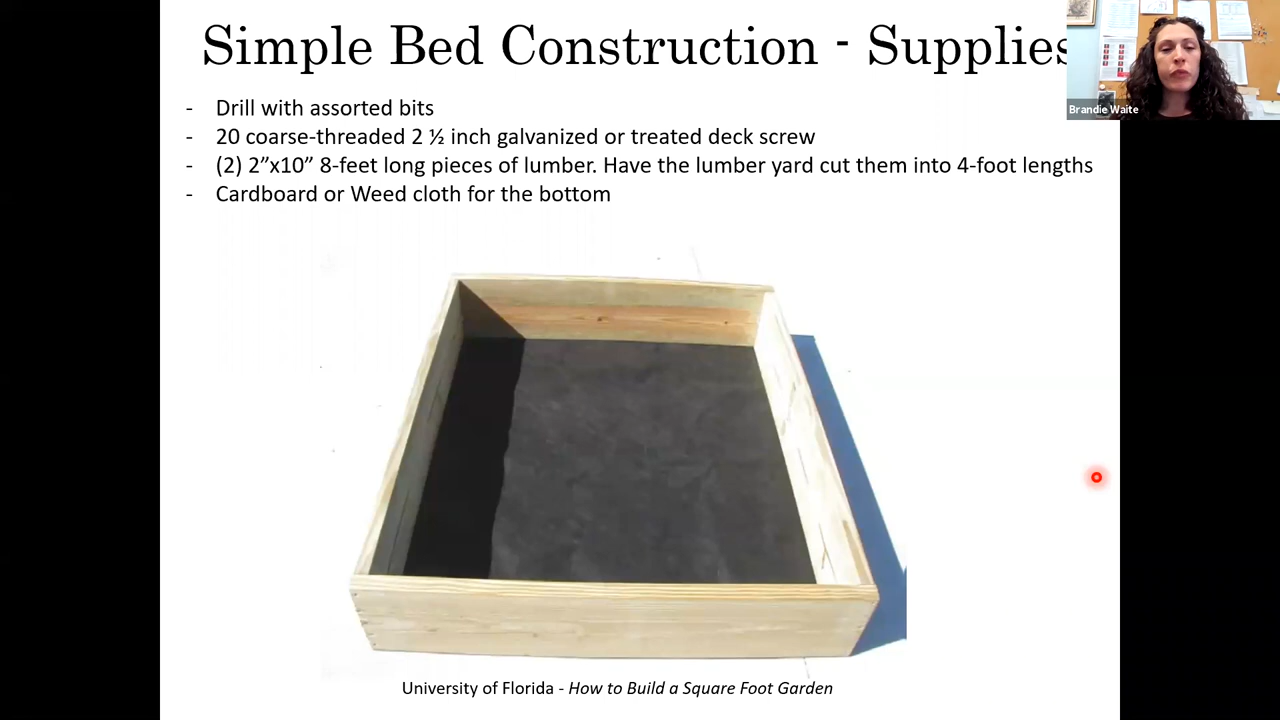 Simple Bed Construction - Supplies
Brandie Waite
- Drill with assorted bits
- 20 coarse-threaded 2 ½ inch galvanized or treated deck screw
- (2) 2”x10” 8-feet long pieces of lumber. Have the lumber yard cut them into 4-foot lengths
- Cardboard or Weed cloth for the bottom
University of Florida - How to Build a Square Foot Garden